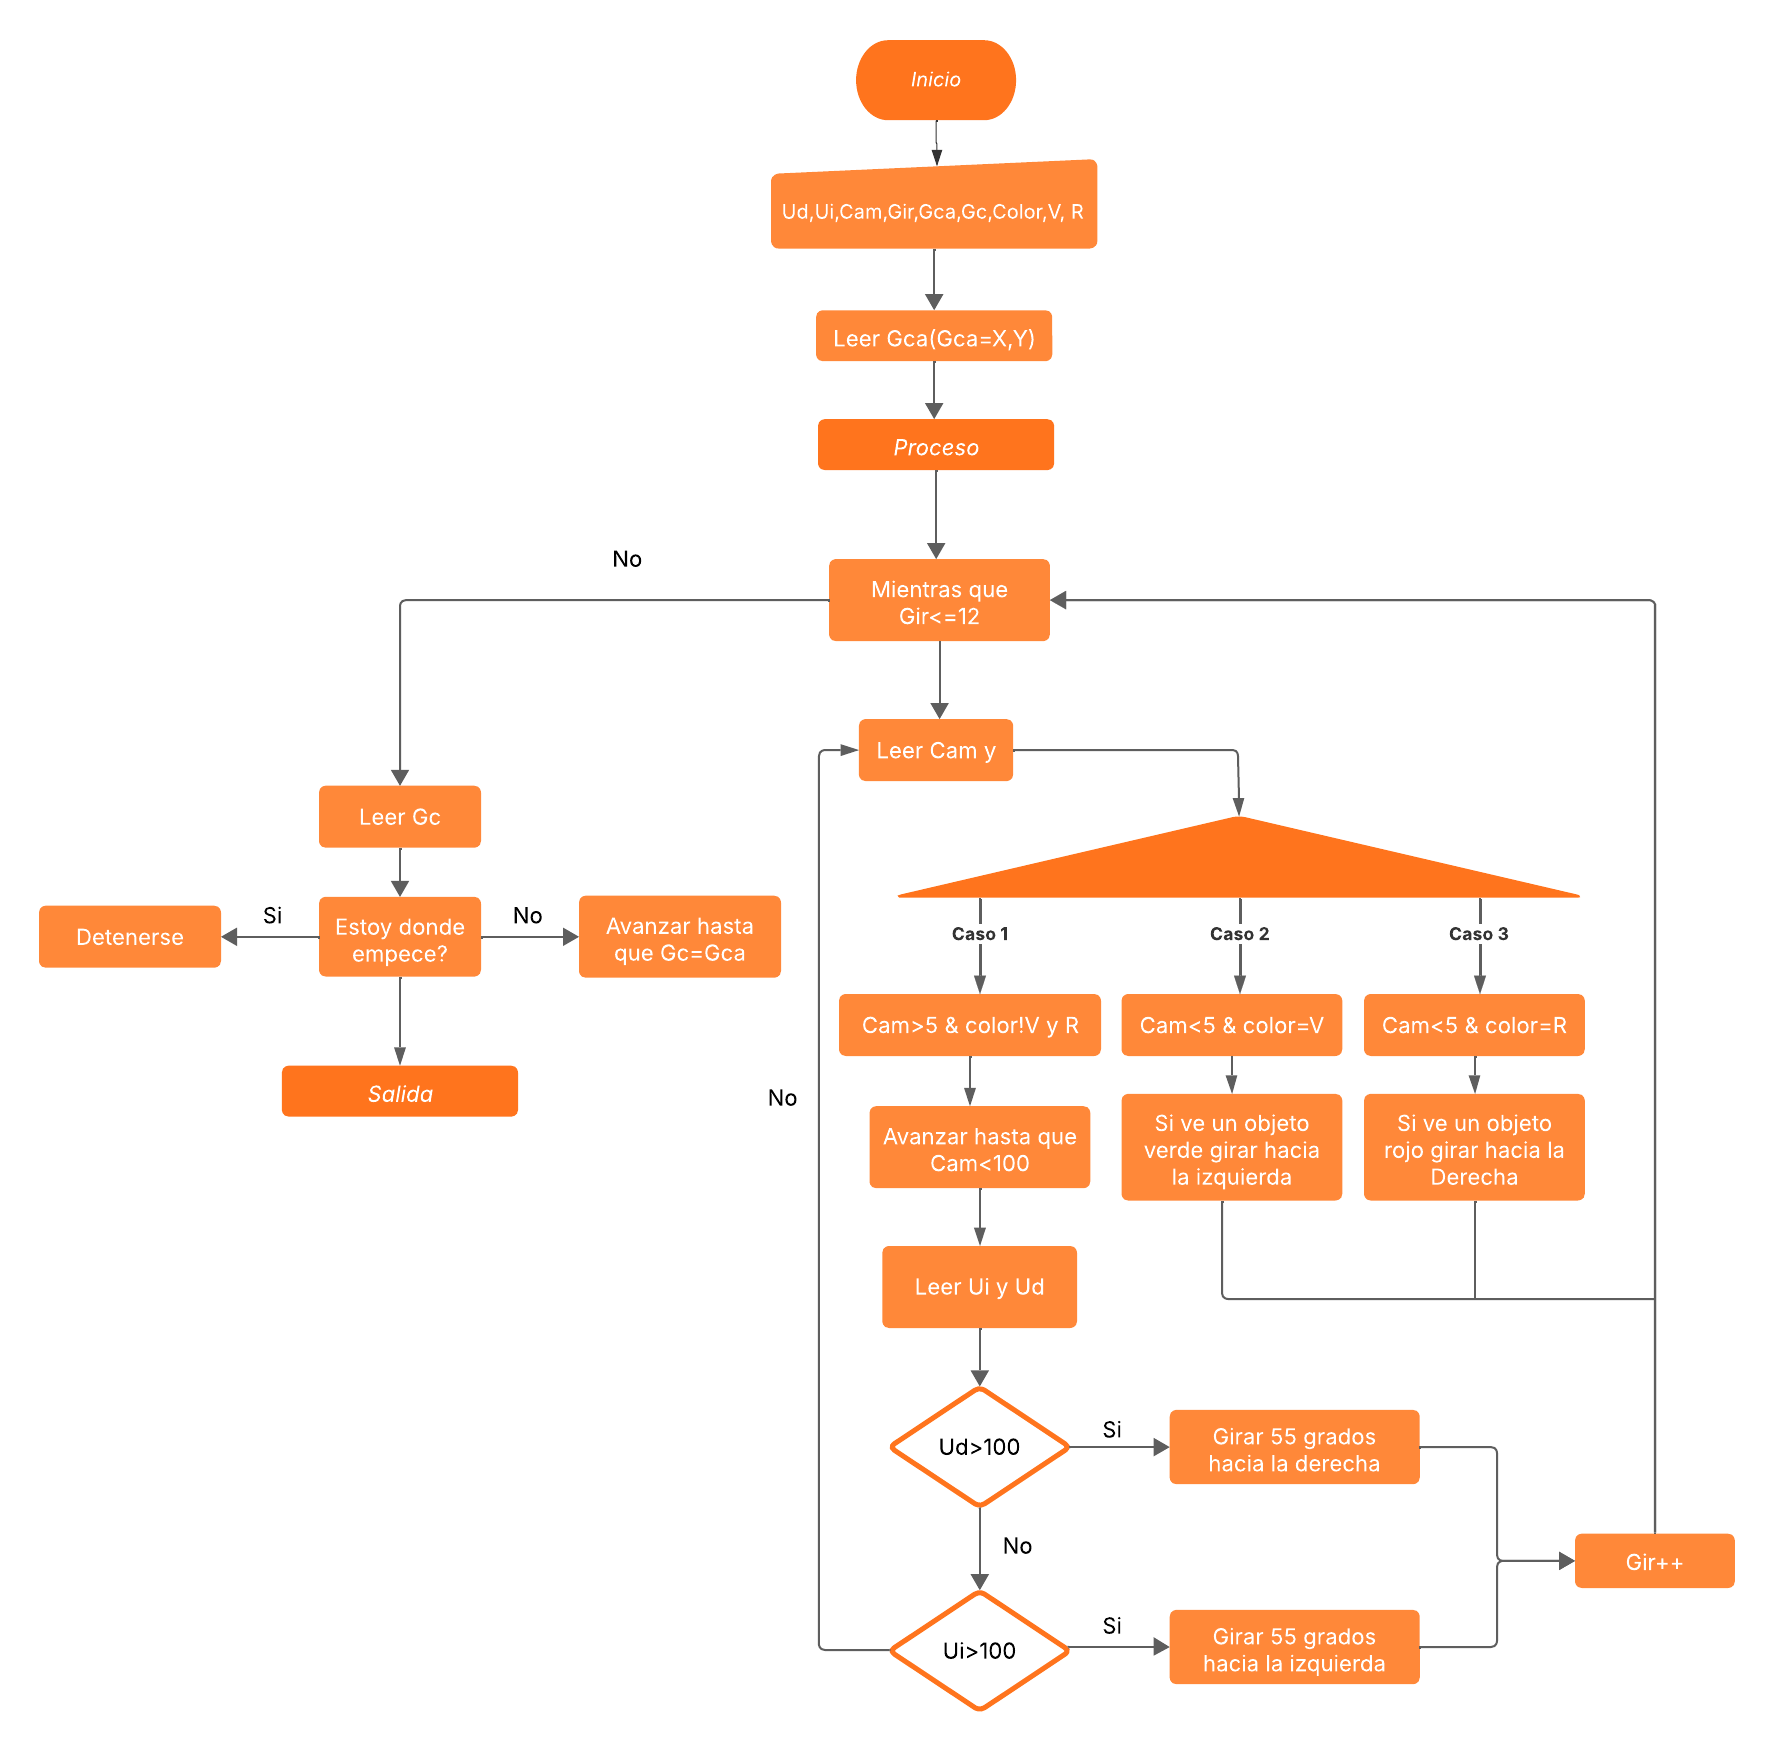 Inicio
Ud,Ui,Cam,Gir,Gca,Gc,Color,V, R
Leer Gca(Gca=X,Y)
Proceso
No
Mientras que
Gir<=12
Leer Cam y
Leer Gc
Si
No
Detenerse
Estoy donde
empece?
Avanzar hasta
que Gc=Gca
Salida
Caso 1
Caso 2
Caso 3
Cam>5 & color!V y R
Cam<5 & color=V
Cam<5 & color=R
No
Avanzar hasta que
Cam<100
Si ve un objeto
verde girar hacia
la izquierda
Si ve un objeto
rojo girar hacia la
Derecha
Leer Ui y Ud
Ud>100
Si
Girar 55 grados
hacia la derecha
No
Gir++
Ui>100
Si
Girar 55 grados
hacia la izquierda